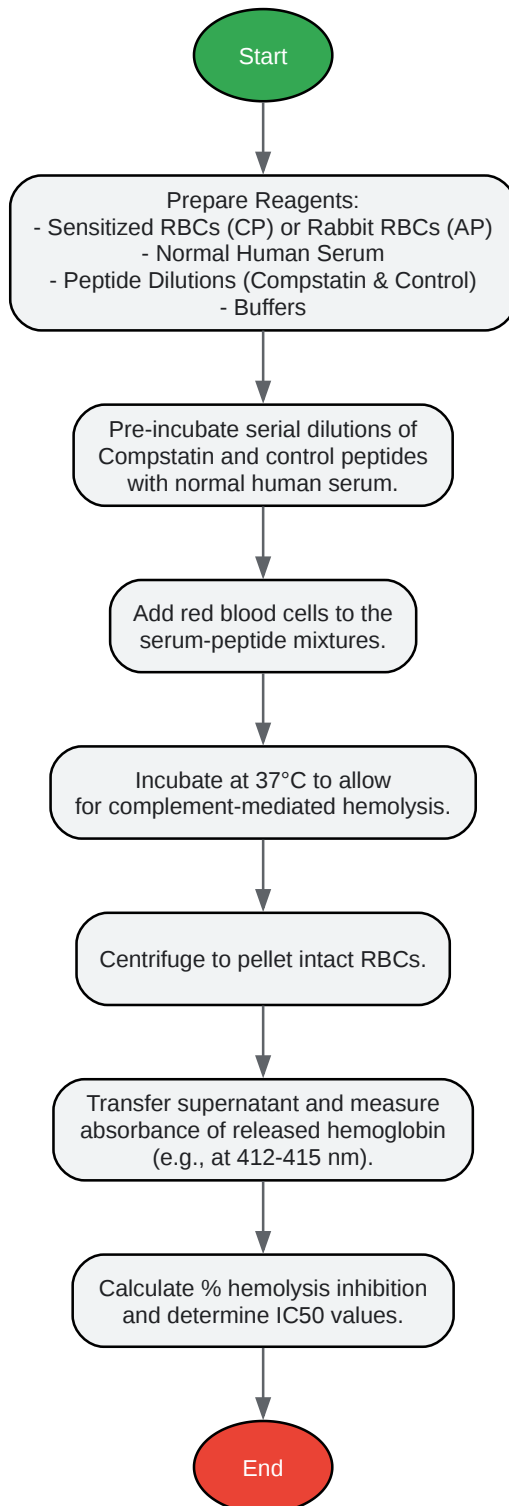 Start
Prepare Reagents:
- Sensitized RBCs (CP) or Rabbit RBCs (AP)
- Normal Human Serum
- Peptide Dilutions (Compstatin & Control)
- Buffers
Pre-incubate serial dilutions of
Compstatin and control peptides
with normal human serum.
Add red blood cells to the
serum-peptide mixtures.
Incubate at 37°C to allow
for complement-mediated hemolysis.
Centrifuge to pellet intact RBCs.
Transfer supernatant and measure
absorbance of released hemoglobin
(e.g., at 412-415 nm).
Calculate % hemolysis inhibition
and determine IC50 values.
End